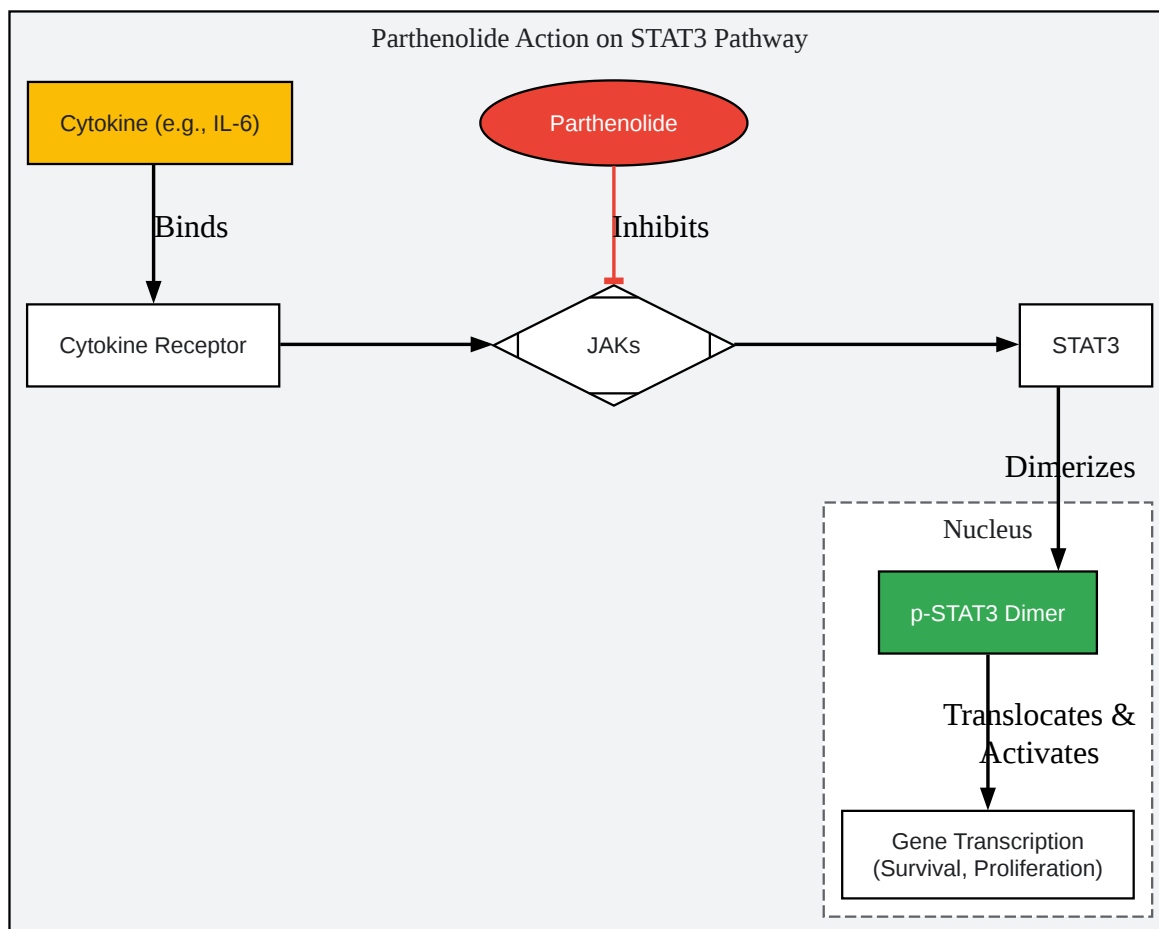 Parthenolide Action on STAT3 Pathway
Cytokine (e.g., IL-6)
Parthenolide
Binds
Inhibits
Cytokine Receptor
JAKs
STAT3
Dimerizes
Nucleus
p-STAT3 Dimer
Translocates &
Activates
Gene Transcription
(Survival, Proliferation)